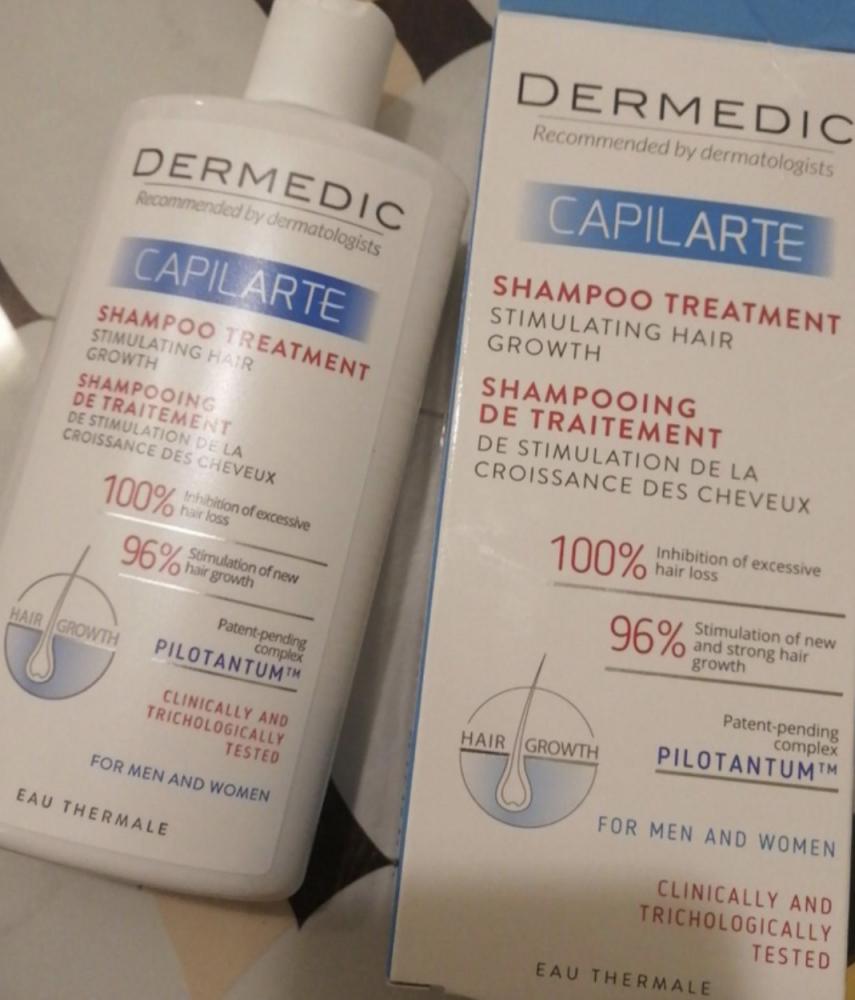 DERMEDIC
Recommended by dermatologists
CAPILARTE
SHAMPOO TREATMENT
STIMULATING HAIR
GROWTH
SHAMPOOING
DE TRAITEMENT
DE STIMULATION DE LA
CROISSANCE DES CHEVEUX
100% Inhibition of excessive
hair loss
96% Stimulation of new
hair growth
HAIR GROWTH
Patent-pending
complex
PILOTANTUM™
CLINICALLY AND
TRICHOLOGICALLY
TESTED
FOR MEN AND WOMEN
EAU THERMALE
DERMEDIC
Recommended by dermatologists
CAPILARTE
SHAMPOO TREATMENT
STIMULATING HAIR
GROWTH
SHAMPOOING
DE TRAITEMENT
DE STIMULATION DE LA
CROISSANCE DES CHEVEUX
100% Inhibition of excessive
hair loss
96% Stimulation of new
and strong hair
growth
HAIR GROWTH
Patent-pending
complex
PILOTANTUM™
FOR MEN AND WOMEN
CLINICALLY AND
TRICHOLOGICALLY
TESTED
EAU THERMALE